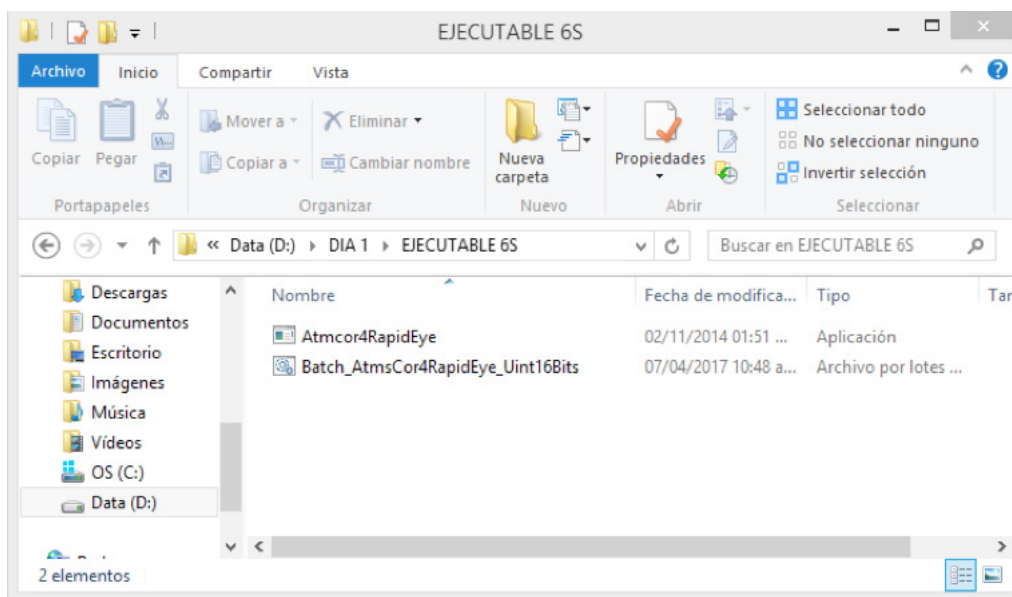 EJECUTABLE 6S
Archivo Inicio Compartir Vista
Copiar Pegar Mover a Copiar a Eliminar Cambiar nombre Nueva carpeta Propiedades Seleccionar todo No seleccionar ninguno Invertir selección
Portapapeles Organizar Nuevo Abrir Seleccionar
« Data (D:) DIA 1 EJECUTABLE 6S Buscar en EJECUTABLE 6S
Nombre Fecha de modifica... Tipo Tar
Descargas
Documentos
Escritorio
Imágenes
Música
Vídeos
OS (C:)
Data (D:)
Atmcor4RapidEye 02/11/2014 01:51 ... Aplicación
Batch_AtmsCor4RapidEye_Uint16Bits 07/04/2017 10:48 a... Archivo por lotes ...
2 elementos